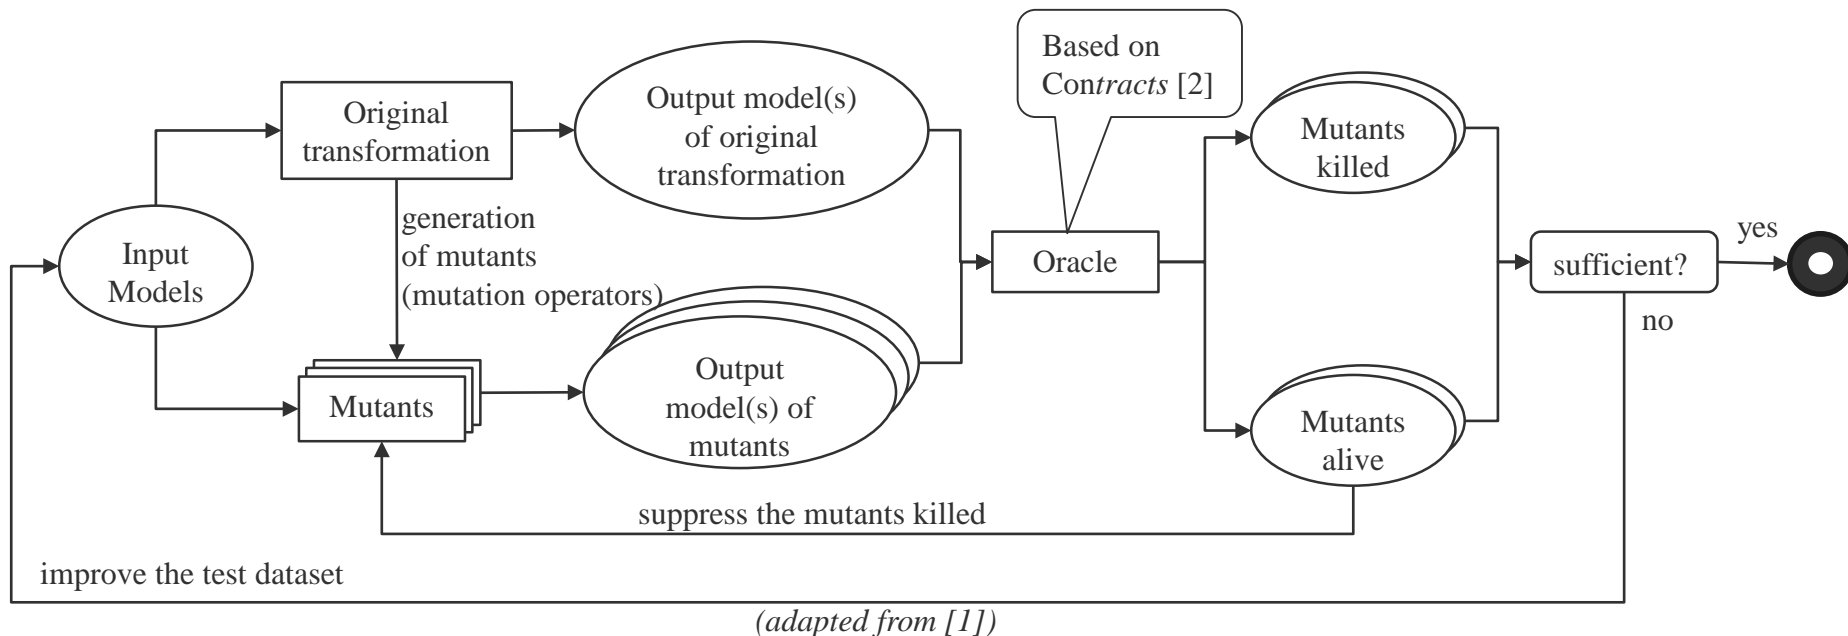 Based on
Contracts [2]
Original
transformation
Output model(s)
of original
transformation
Mutants
killed
generation
of mutants
(mutation operators)
Input
Models
Oracle
sufficient?
yes
no
Mutants
Output
model(s) of
mutants
Mutants
alive
suppress the mutants killed
improve the test dataset
(adapted from [1])